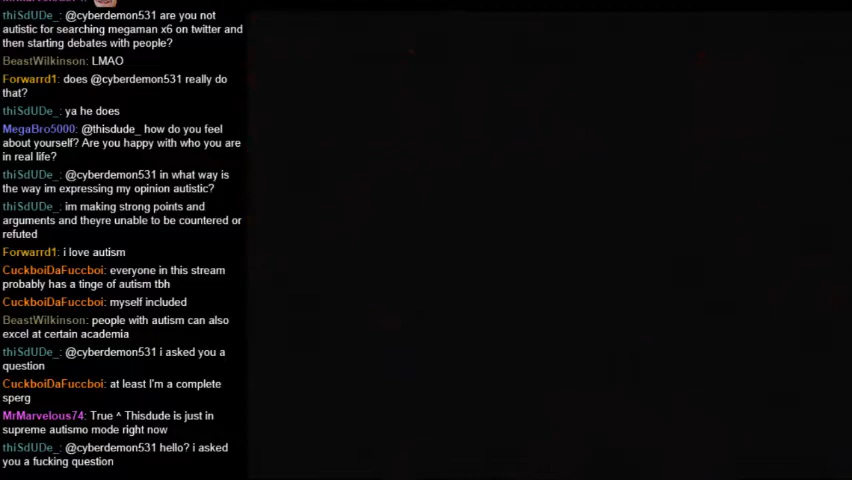 thiSdUDe_: @cyberdemon531 are you not
autistic for searching megaman x6 on twitter and
then starting debates with people?
BeastWilkinson: LMAO
Forwarrd1: does @cyberdemon531 really do
that?
thiSdUDe_: ya he does
MegaBro5000: @thisdude_ how do you feel
about yourself? Are you happy with who you are
in real life?
thiSdUDe_: @cyberdemon531 in what way is
the way im expressing my opinion autistic?
thiSdUDe_: im making strong points and
arguments and theyre unable to be countered or
refuted
Forwarrd1: i love autism
CuckboiDaFuccboi: everyone in this stream
probably has a tinge of autism tbh
CuckboiDaFuccboi: myself included
BeastWilkinson: people with autism can also
excel at certain academia
thiSdUDe_: @cyberdemon531 i asked you a
question
CuckboiDaFuccboi: at least I'm a complete
sperg
MrMarvelous74: True ^ Thisdude is just in
supreme autismo mode right now
thiSdUDe_: @cyberdemon531 hello? i asked
you a fucking question